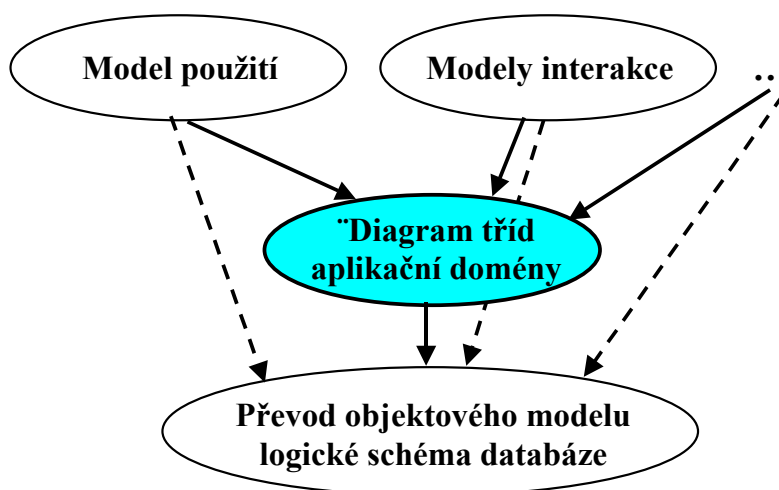 Model použití
Modely interakce
..
¨Diagram tříd
aplikační domény
Převod objektového modelu
logické schéma databáze